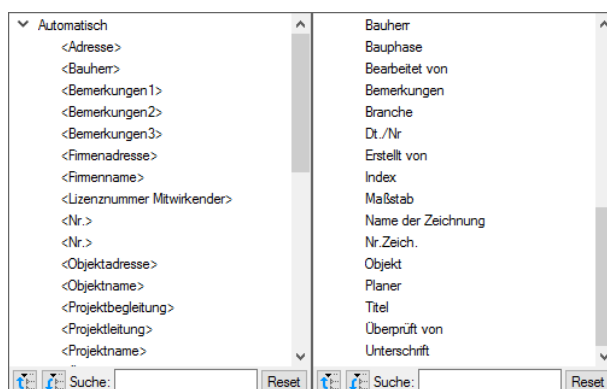 Automatisch
<Adresse>
<Bauherr>
<Bemerkungen1>
<Bemerkungen2>
<Bemerkungen3>
<Firmenadresse>
<Firmenname>
<Lizenznummer Mitwirkender>
<Nr.>
<Nr.>
<Objektadresse>
<Objektname>
<Projektbegleitung>
<Projektleitung>
<Projektname>
Suche:
Reset
Bauherr
Bauphase
Bearbeitet von
Bemerkungen
Branche
Dt./Nr
Erstellt von
Index
Maßstab
Name der Zeichnung
Nr.Zeich.
Objekt
Planer
Titel
Überprüft von
Unterschrift
Suche:
Reset